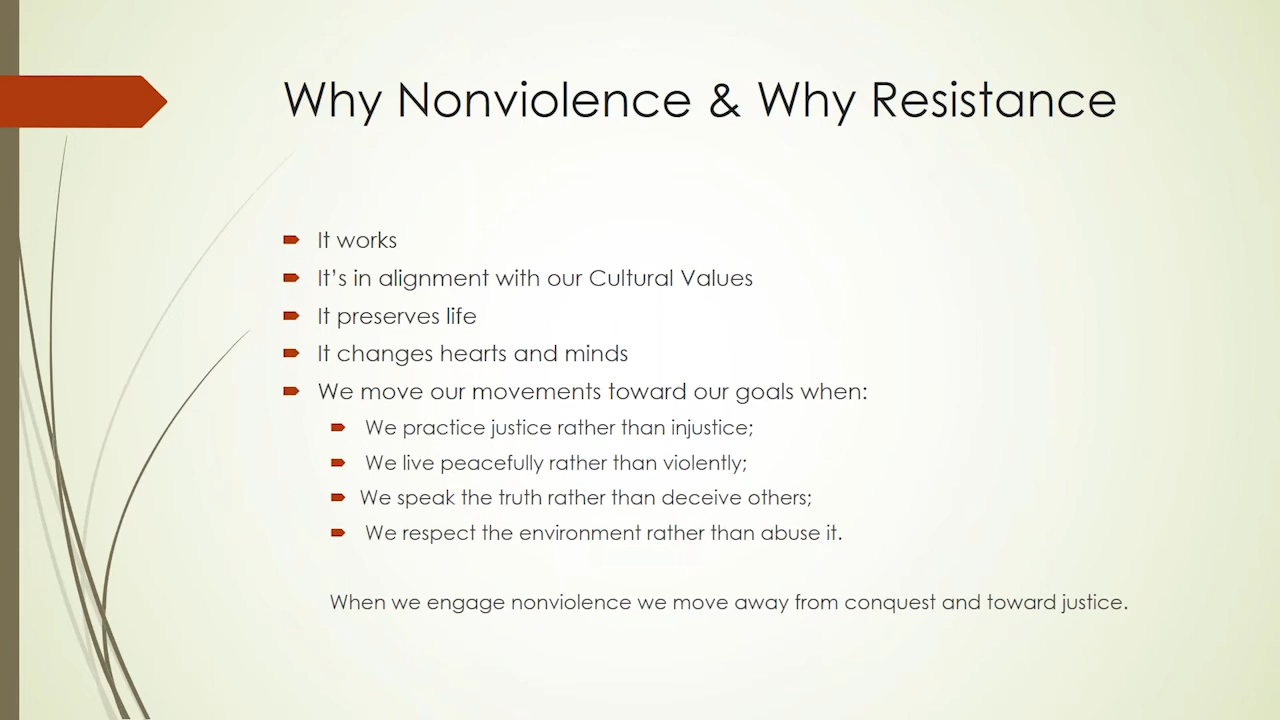 Why Nonviolence & Why Resistance
It works
It's in alignment with our Cultural Values
It preserves life
It changes hearts and minds
We move our movements toward our goals when:
We practice justice rather than injustice;
We live peacefully rather than violently;
We speak the truth rather than deceive others;
We respect the environment rather than abuse it.
When we engage nonviolence we move away from conquest and toward justice.